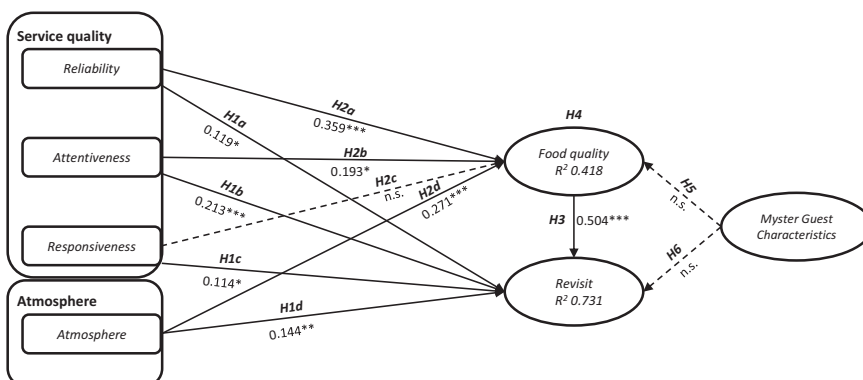 Service quality
Reliability
Attentiveness
Responsiveness
Atmosphere
Atmosphere
H1a
0.119*
H2a
0.359***
H2b
0.193*
H2c
n.s.
H2d
0.271***
H1b
0.213***
H1c
0.114*
H1d
0.144**
H4
Food quality
R² 0.418
H3 0.504***
Revisit
R² 0.731
H5
n.s.
H6
n.s.
Myster Guest
Characteristics